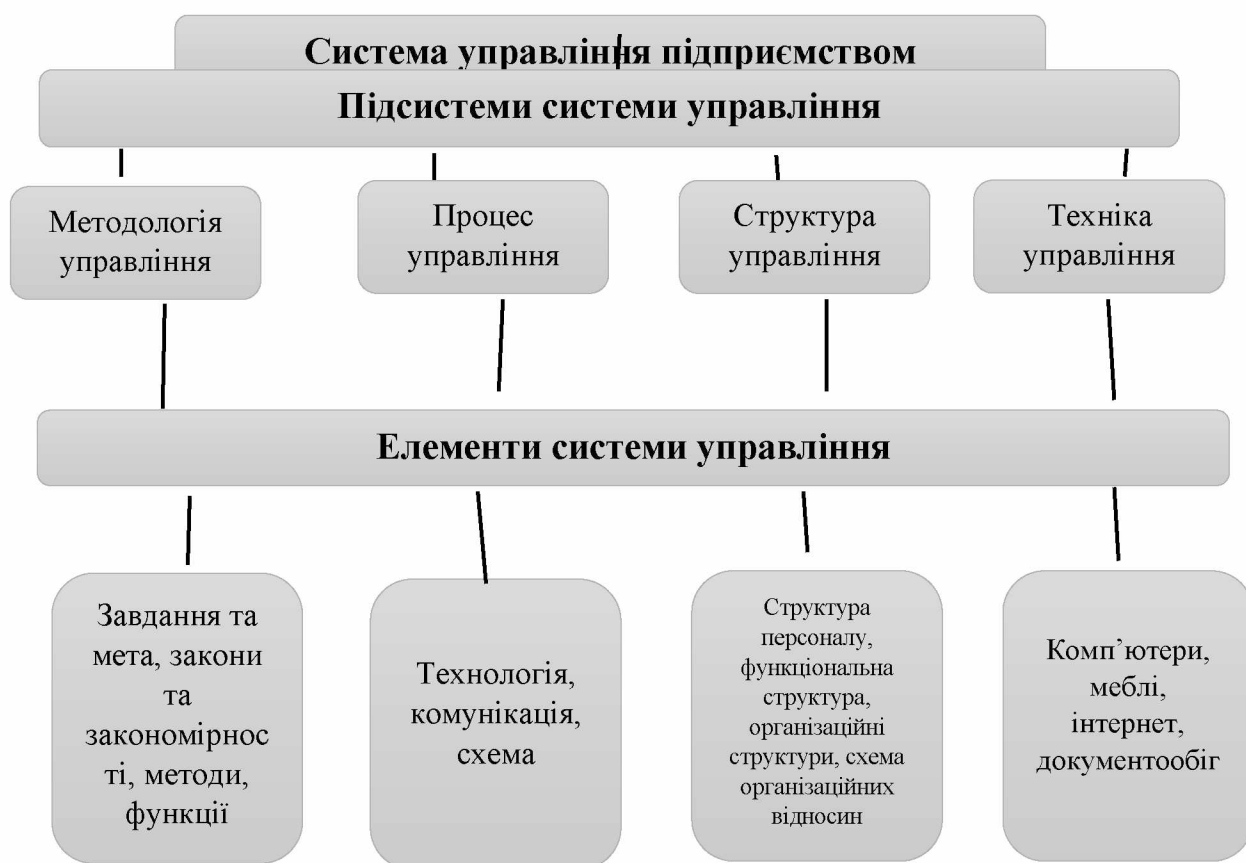 Система управління підприємством
Підсистеми системи управління
Методологія
управління
Процес
управління
Структура
управління
Техніка
управління
Елементи системи управління
Завдання та
мета, закони
та
закономірнос
ті, методи,
функції
Технологія,
комунікація,
схема
Структура
персоналу,
функціональна
структура,
організаційні
структури, схема
організаційних
відносин
Комп’ютери,
меблі,
інтернет,
документообіг